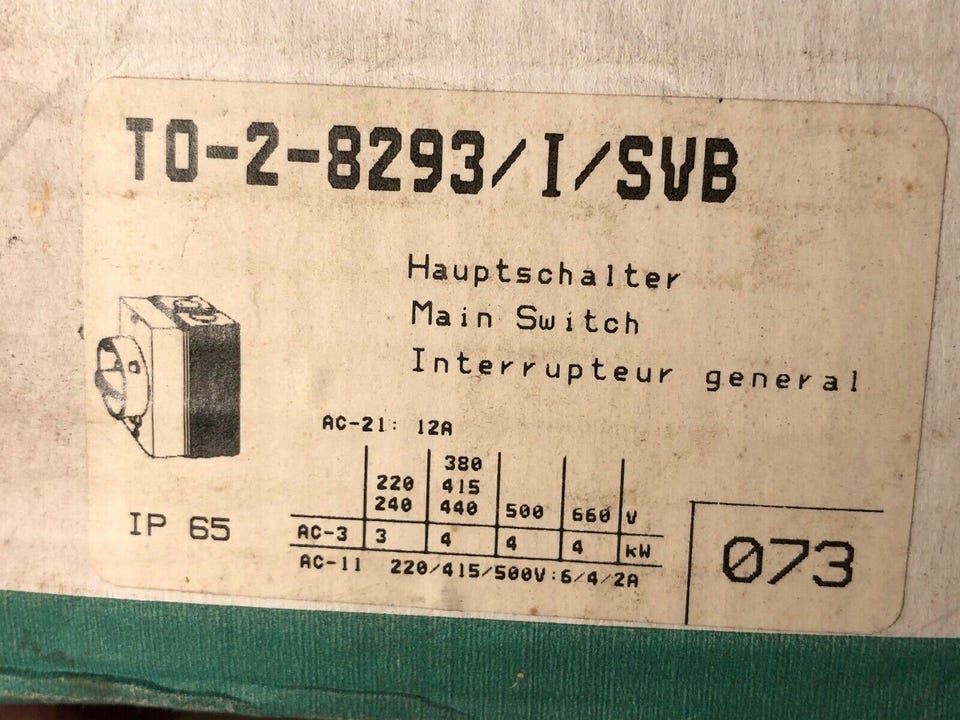 TO-2-8293/I/SVB
Hauptschalter
Main Switch
Interrupteur general
AC-21: 12A
380
220 415
240 440 500 660 V
AC-3 3 4 4 4 kW
AC-11 220/415/500V:6/4/2A
IP 65
073